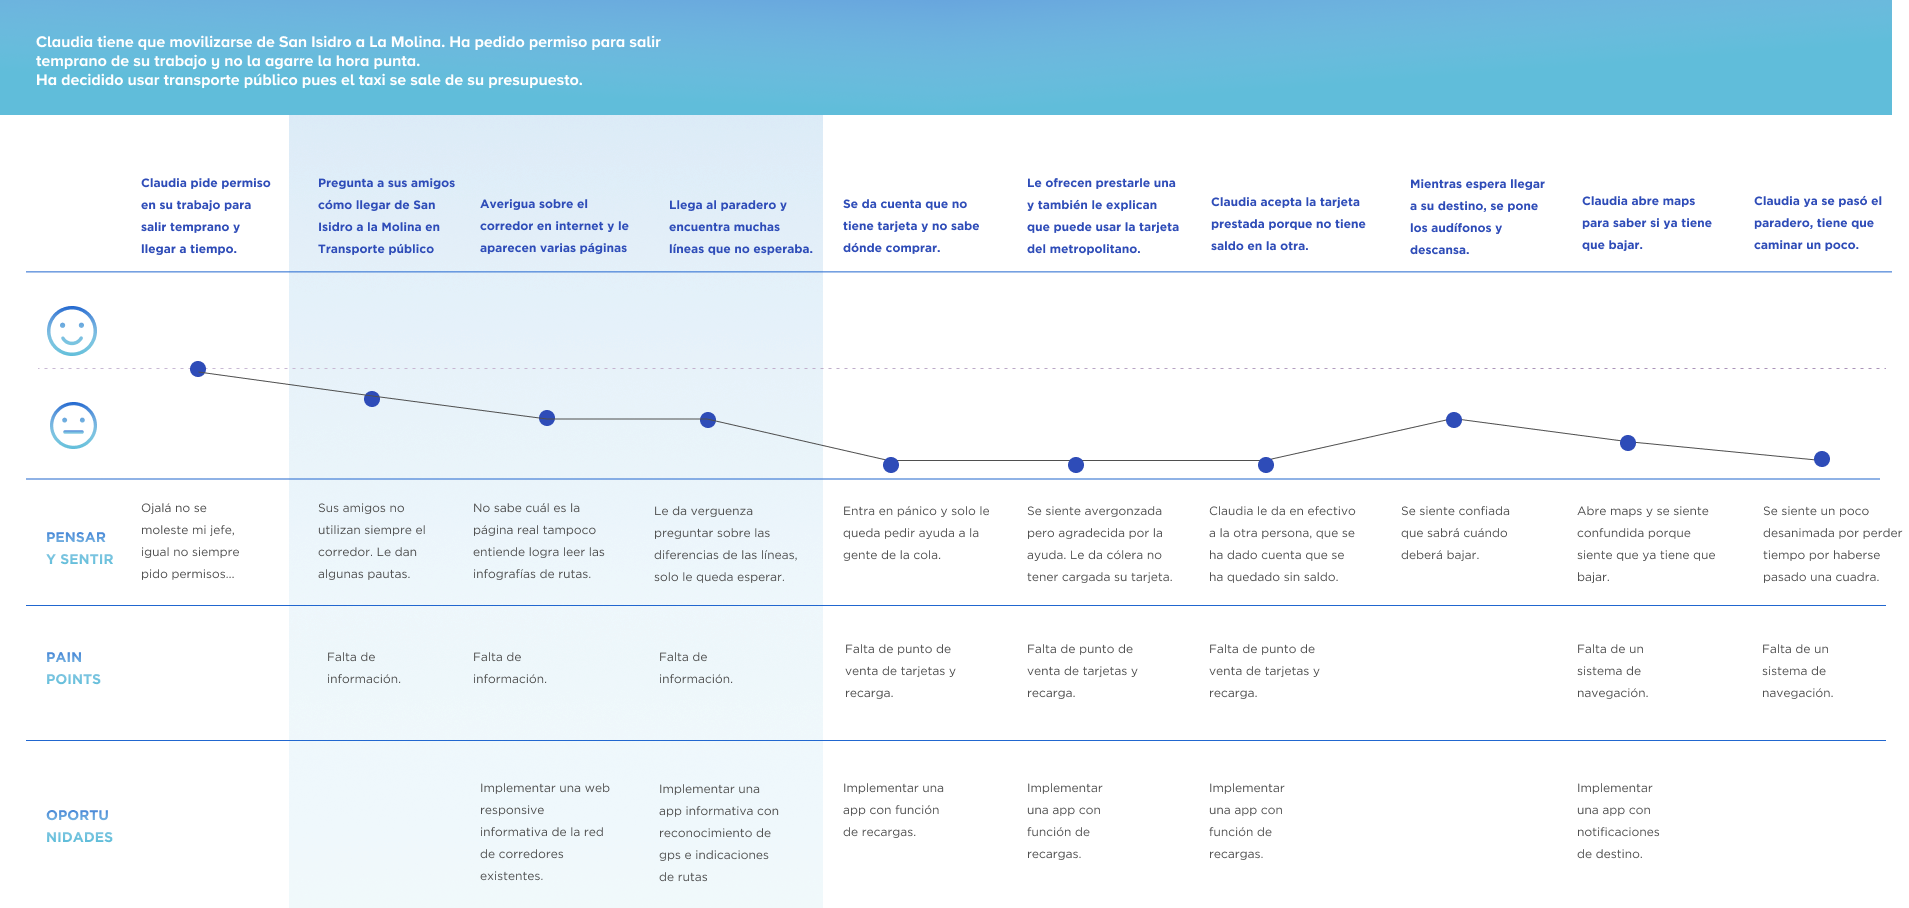 Claudia tiene que movilizarse de San Isidro a La Molina. Ha pedido permiso para salir
temprano de su trabajo y no la agarre la hora punta.
Ha decidido usar transporte público pues el taxi se sale de su presupuesto.
Claudia pide permiso
en su trabajo para
salir temprano y
llegar a tiempo.
Pregunta a sus amigos
cómo llegar de San
Isidro a la Molina en
Transporte público
Averigua sobre el
corredor en internet y le
aparecen varias páginas
Llega al paradero y
encuentra muchas
líneas que no esperaba.
Se da cuenta que no
tiene tarjeta y no sabe
dónde comprar.
Le ofrecen prestarle una
y también le explican
que puede usar la tarjeta
del metropolitano.
Claudia acepta la tarjeta
prestada porque no tiene
saldo en la otra.
Mientras espera llegar
a su destino, se pone
los audífonos y
descansa.
Claudia abre maps
para saber si ya tiene
que bajar.
Claudia ya se pasó el
paradero, tiene que
caminar un poco.
PENSAR
Y SENTIR
Ojalá no se
moleste mi jefe,
igual no siempre
pido permisos...
Sus amigos no
utilizan siempre el
corredor. Le dan
algunas pautas.
No sabe cuál es la
página real tampoco
entiende logra leer las
infografías de rutas.
Le da verguenza
preguntar sobre las
diferencias de las líneas,
solo le queda esperar.
Entra en pánico y solo le
queda pedir ayuda a la
gente de la cola.
Se siente avergonzada
pero agradecida por la
ayuda. Le da cólera no
tener cargada su tarjeta.
Claudia le da en efectivo
a la otra persona, que se
ha dado cuenta que se
ha quedado sin saldo.
Se siente confiada
que sabrá cuándo
deberá bajar.
Abre maps y se siente
confundida porque
siente que ya tiene que
bajar.
Se siente un poco
desanimada por perder
tiempo por haberse
pasado una cuadra.
PAIN
POINTS
Falta de
información.
Falta de
información.
Falta de
información.
Falta de punto de
venta de tarjetas y
recarga.
Falta de punto de
venta de tarjetas y
recarga.
Falta de punto de
venta de tarjetas y
recarga.
Falta de un
sistema de
navegación.
Falta de un
sistema de
navegación.
OPORTU
NIDADES
Implementar una web
responsive
informativa de la red
de corredores
existentes.
Implementar una
app informativa con
reconocimiento de
gps e indicaciones
de rutas
Implementar una
app con función
de recargas.
Implementar
una app con
función de
recargas.
Implementar
una app con
función de
recargas.
Implementar
una app con
notificaciones
de destino.